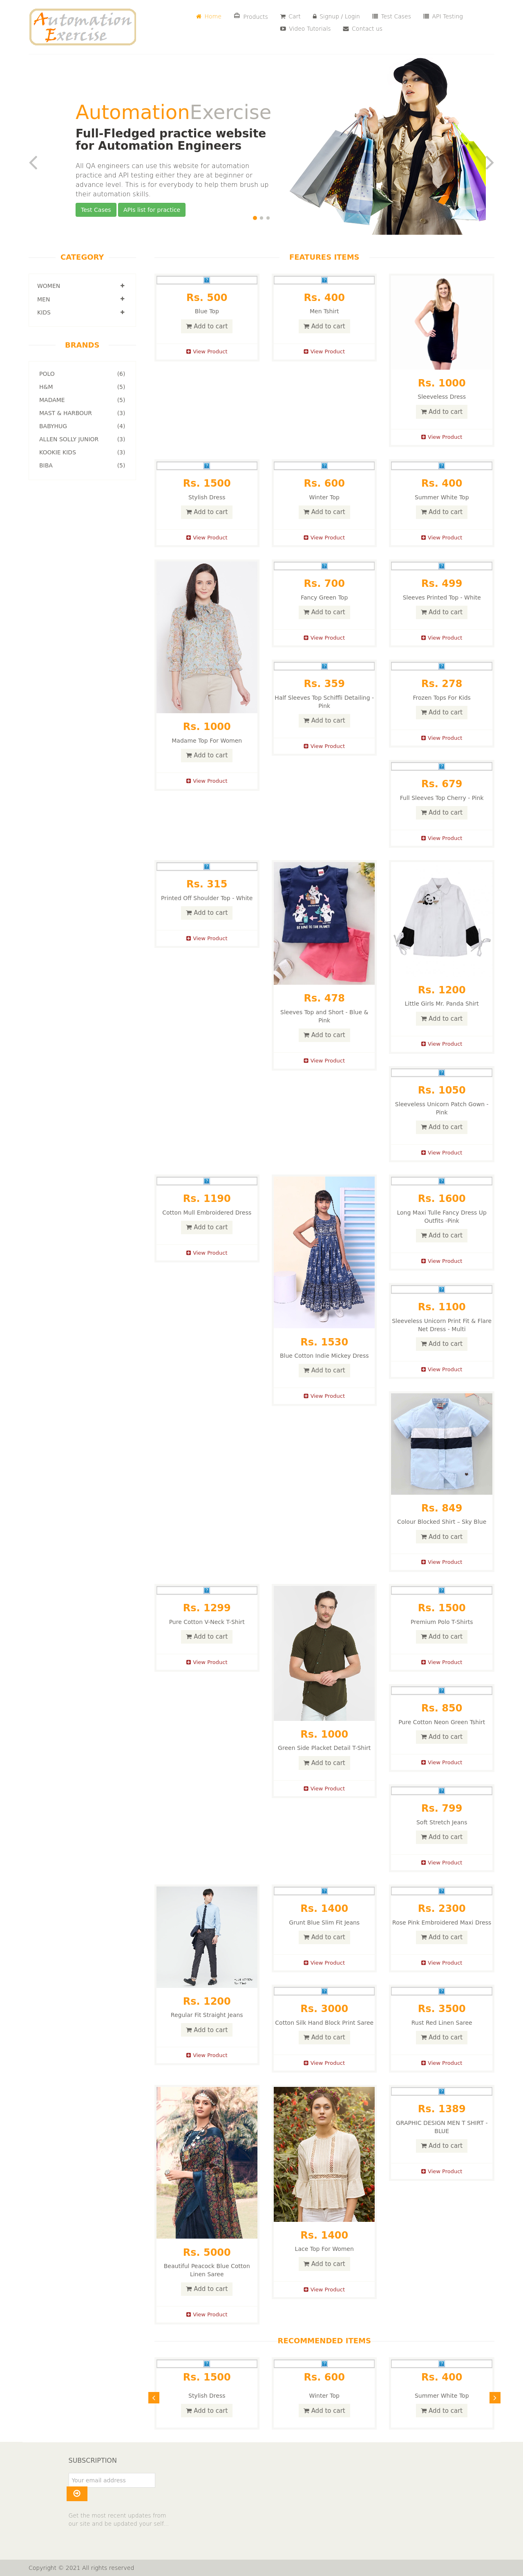 Automation
Exercise
Home
Products
Cart
Signup / Login
Test Cases
API Testing
Video Tutorials
Contact us
AutomationExercise
Full-Fledged practice website
for Automation Engineers
All QA engineers can use this website for automation
practice and API testing either they are at beginner or
advance level. This is for everybody to help them brush up
their automation skills.
Test Cases
APIs list for practice
CATEGORY
WOMEN
MEN
KIDS
BRANDS
POLO (6)
H&M (5)
MADAME (5)
MAST & HARBOUR (3)
BABYHUG (4)
ALLEN SOLLY JUNIOR (3)
KOOKIE KIDS (3)
BIBA (5)
FEATURES ITEMS
Rs. 500
Blue Top
Add to cart
View Product
Rs. 400
Men Tshirt
Add to cart
View Product
Rs. 1000
Sleeveless Dress
Add to cart
View Product
Rs. 1500
Stylish Dress
Add to cart
View Product
Rs. 600
Winter Top
Add to cart
View Product
Rs. 400
Summer White Top
Add to cart
View Product
Rs. 1000
Madame Top For Women
Add to cart
View Product
Rs. 700
Fancy Green Top
Add to cart
View Product
Rs. 499
Sleeves Printed Top - White
Add to cart
View Product
Rs. 359
Half Sleeves Top Schiffli Detailing -
Pink
Add to cart
View Product
Rs. 278
Frozen Tops For Kids
Add to cart
View Product
Rs. 679
Full Sleeves Top Cherry - Pink
Add to cart
View Product
Rs. 315
Printed Off Shoulder Top - White
Add to cart
View Product
Rs. 478
Sleeves Top and Short - Blue &
Pink
Add to cart
View Product
Rs. 1200
Little Girls Mr. Panda Shirt
Add to cart
View Product
Rs. 1050
Sleeveless Unicorn Patch Gown -
Pink
Add to cart
View Product
Rs. 1190
Cotton Mull Embroidered Dress
Add to cart
View Product
Rs. 1530
Blue Cotton Indie Mickey Dress
Add to cart
View Product
Rs. 1600
Long Maxi Tulle Fancy Dress Up
Outfits -Pink
Add to cart
View Product
Rs. 1100
Sleeveless Unicorn Print Fit & Flare
Net Dress - Multi
Add to cart
View Product
Rs. 849
Colour Blocked Shirt – Sky Blue
Add to cart
View Product
Rs. 1299
Pure Cotton V-Neck T-Shirt
Add to cart
View Product
Rs. 1000
Green Side Placket Detail T-Shirt
Add to cart
View Product
Rs. 1500
Premium Polo T-Shirts
Add to cart
View Product
Rs. 850
Pure Cotton Neon Green Tshirt
Add to cart
View Product
Rs. 799
Soft Stretch Jeans
Add to cart
View Product
Rs. 1200
Regular Fit Straight Jeans
Add to cart
View Product
Rs. 1400
Grunt Blue Slim Fit Jeans
Add to cart
View Product
Rs. 2300
Rose Pink Embroidered Maxi Dress
Add to cart
View Product
Rs. 3000
Cotton Silk Hand Block Print Saree
Add to cart
View Product
Rs. 3500
Rust Red Linen Saree
Add to cart
View Product
Rs. 5000
Beautiful Peacock Blue Cotton
Linen Saree
Add to cart
View Product
Rs. 1400
Lace Top For Women
Add to cart
View Product
Rs. 1389
GRAPHIC DESIGN MEN T SHIRT -
BLUE
Add to cart
View Product
RECOMMENDED ITEMS
Rs. 1500
Stylish Dress
Add to cart
Rs. 600
Winter Top
Add to cart
Rs. 400
Summer White Top
Add to cart
SUBSCRIPTION
Your email address
Get the most recent updates from
our site and be updated your self...
Copyright © 2021 All rights reserved